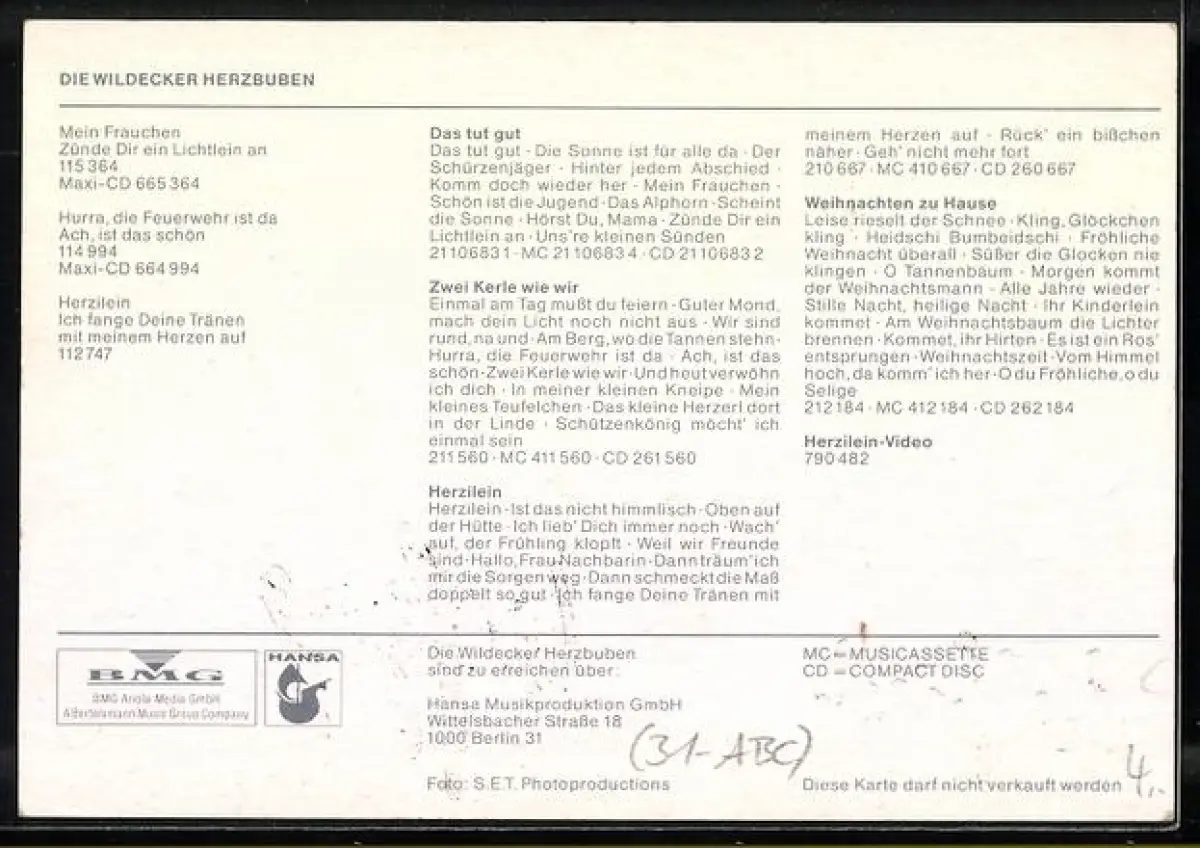 DIE WILDECKER HERZBUBEN
Mein Frauchen
Zünde Dir ein Lichtlein an
115 364
Maxi-CD 665 364
Hurra, die Feuerwehr ist da
Ach, ist das schön
114 994
Maxi-CD 664 994
Herzilein
Ich fange Deine Tränen
mit meinem Herzen auf
112 747
Das tut gut
Das tut gut · Die Sonne ist für alle da · Der
Schürzenjäger · Hinter jedem Abschied ·
Komm doch wieder her · Mein Frauchen ·
Schön ist die Jugend · Das Alphorn · Scheint
die Sonne · Hörst Du, Mama · Zünde Dir ein
Lichtlein an · Uns're kleinen Sünden
21106831 · MC 21106834 · CD 21106832
Zwei Kerle wie wir
Einmal am Tag mußt du feiern · Guter Mond,
mach dein Licht noch nicht aus · Wir sind
rund, na und · Am Berg, wo die Tannen stehn ·
Hurra, die Feuerwehr ist da · Ach, ist das
schön · Zwei Kerle wie wir · Und heut verwöhn
ich dich · In meiner kleinen Kneipe · Mein
kleines Teufelchen · Das kleine Herzerl dort
in der Linde · Schützenkönig möcht' ich
einmal sein
211 560 · MC 411 560 · CD 261 560
Herzilein
Herzilein · Ist das nicht himmlisch · Oben auf
der Hütte · Ich lieb' Dich immer noch · Wach'
auf, der Frühling klopft · Weil wir Freunde
sind · Hallo, Frau Nachbarin · Dann träum' ich
mir die Sorgen weg · Dann schmeckt die Maß
doppelt so gut · Ich fange Deine Tränen mit
meinem Herzen auf · Rück' ein bißchen
näher · Geh' nicht mehr fort
210 667 · MC 410 667 · CD 260 667
Weihnachten zu Hause
Leise rieselt der Schnee · Kling, Glöckchen
kling · Heidschi Bumbeidschi · Fröhliche
Weihnacht überall · Süßer die Glocken nie
klingen · O Tannenbaum · Morgen kommt
der Weihnachtsmann · Alle Jahre wieder ·
Stille Nacht, heilige Nacht · Ihr Kinderlein
kommet · Am Weihnachtsbaum die Lichter
brennen · Kommet, ihr Hirten · Es ist ein Ros'
entsprungen · Weihnachtszeit · Vom Himmel
hoch, da komm' ich her · O du Fröhliche, o du
Selige
212 184 · MC 412 184 · CD 262 184
Herzilein-Video
790 482
BMG
BMG Ariola Media GmbH
A Bertelsmann Music Group Company
HANSA
Die Wildecker Herzbuben
sind zu erreichen über:
Hansa Musikproduktion GmbH
Wittelsbacher Straße 18
1000 Berlin 31
(31-ABC)
Foto: S.E.T. Photoproductions
MC = MUSICASSETTE
CD = COMPACT DISC
Diese Karte darf nicht verkauft werden
4,-